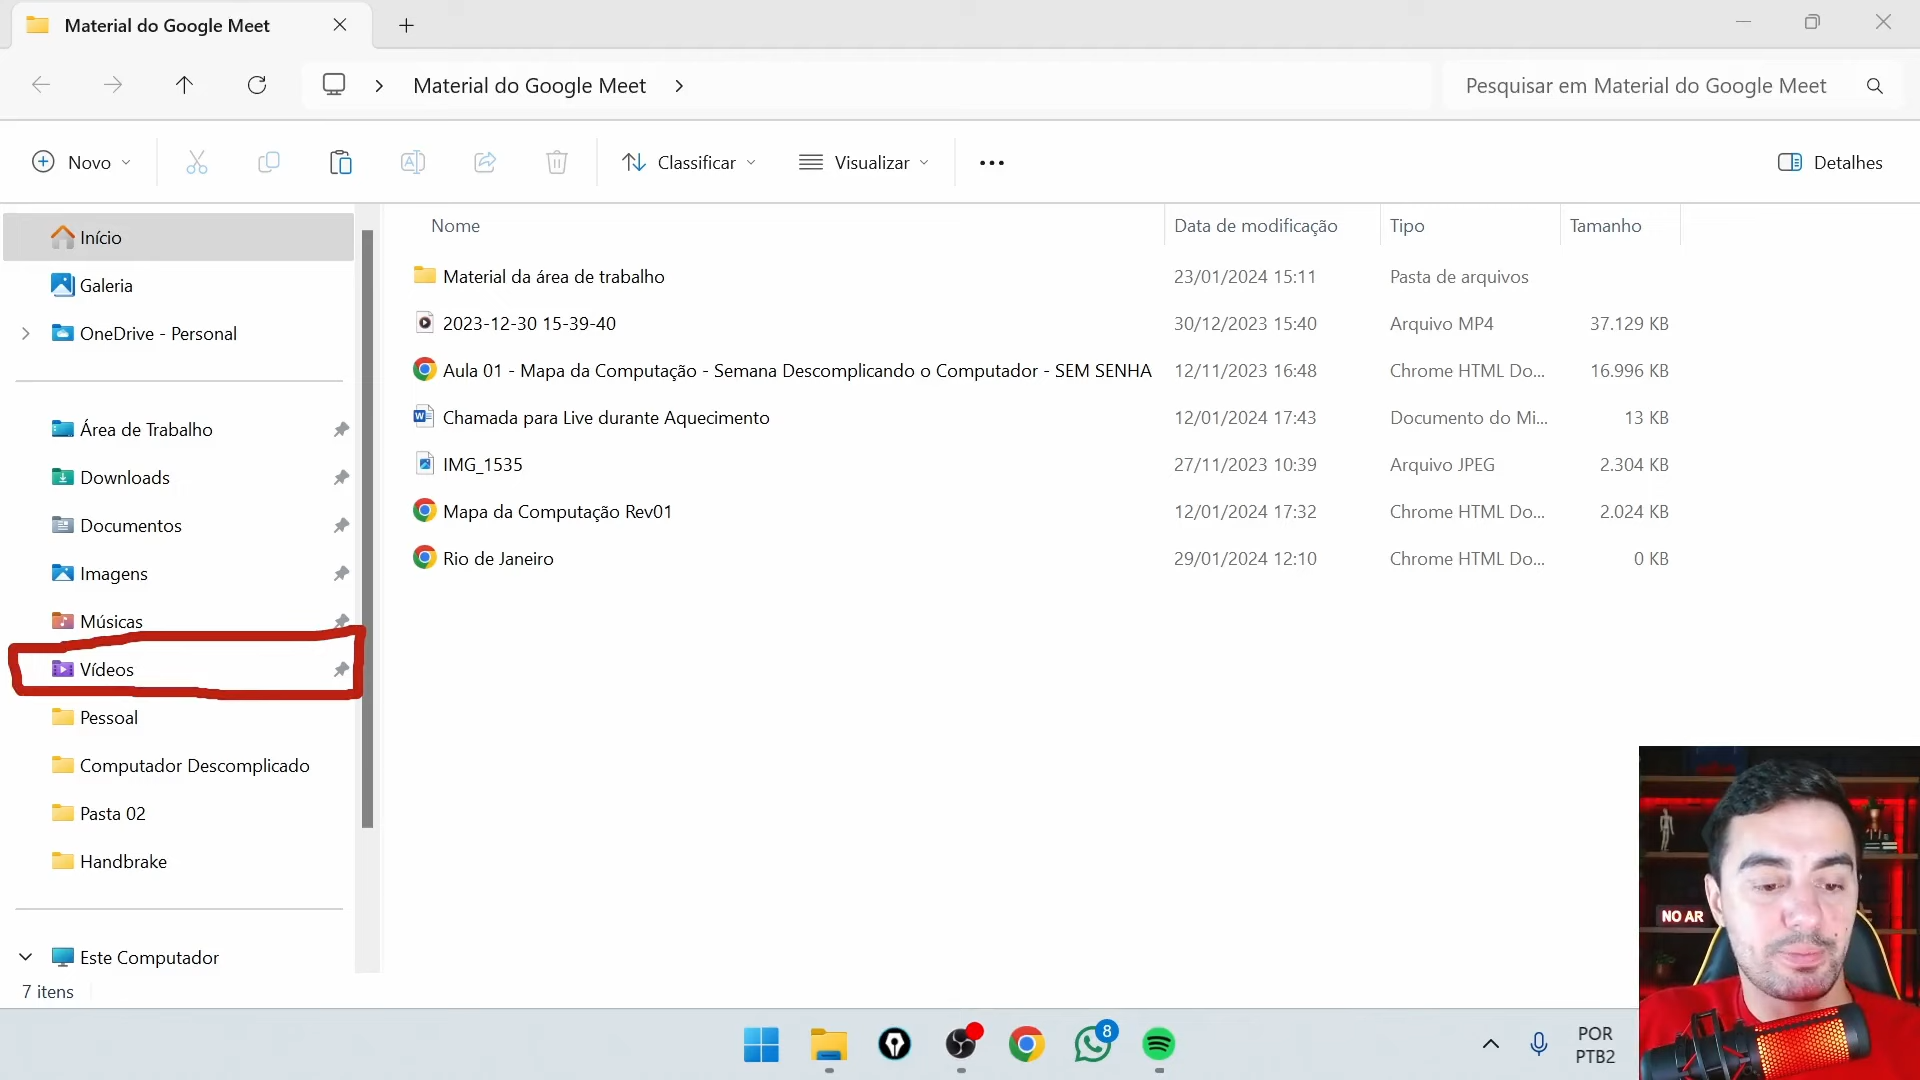 Material do Google Meet
Material do Google Meet
Pesquisar em Material do Google Meet
Novo
Classificar
Visualizar
Detalhes
Início
Galeria
OneDrive - Personal
Área de Trabalho
Downloads
Documentos
Imagens
Músicas
Vídeos
Pessoal
Computador Descomplicado
Pasta 02
Handbrake
Este Computador
7 itens
Nome Data de modificação Tipo Tamanho
Material da área de trabalho 23/01/2024 15:11 Pasta de arquivos
2023-12-30 15-39-40 30/12/2023 15:40 Arquivo MP4 37.129 KB
Aula 01 - Mapa da Computação - Semana Descomplicando o Computador - SEM SENHA 12/11/2023 16:48 Chrome HTML Do... 16.996 KB
Chamada para Live durante Aquecimento 12/01/2024 17:43 Documento do Mi... 13 KB
IMG_1535 27/11/2023 10:39 Arquivo JPEG 2.304 KB
Mapa da Computação Rev01 12/01/2024 17:32 Chrome HTML Do... 2.024 KB
Rio de Janeiro 29/01/2024 12:10 Chrome HTML Do... 0 KB
NO AR
8
POR
PTB2